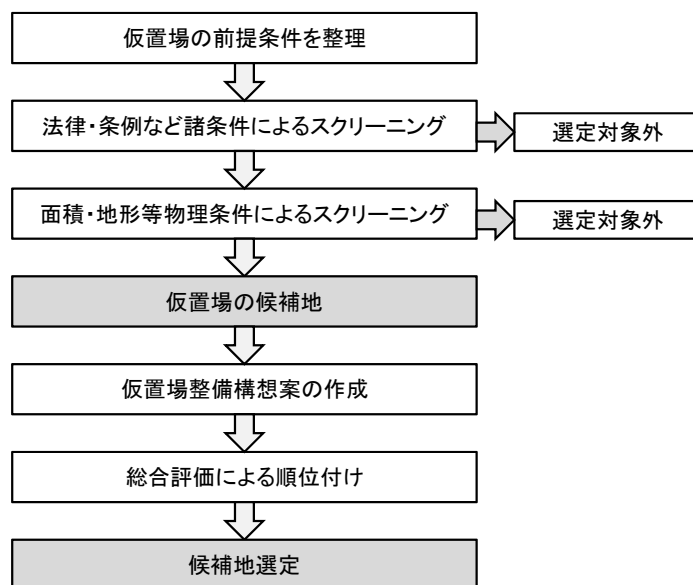 仮置場の前提条件を整理
法律・条例など諸条件によるスクリーニング
選定対象外
面積・地形等物理条件によるスクリーニング
選定対象外
仮置場の候補地
仮置場整備構想案の作成
総合評価による順位付け
候補地選定